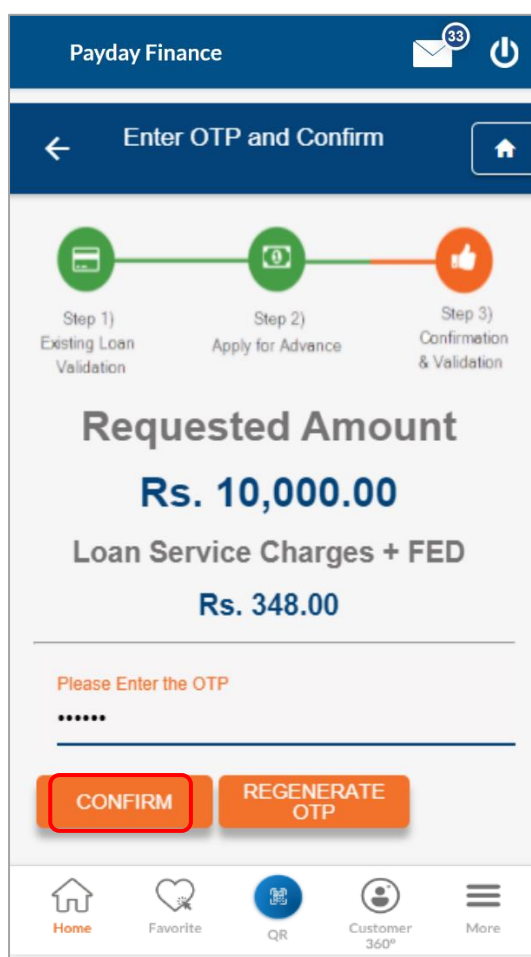 Payday Finance
33
Enter OTP and Confirm
Step 1)
Existing Loan
Validation
Step 2)
Apply for Advance
Step 3)
Confirmation
& Validation
Requested Amount
Rs. 10,000.00
Loan Service Charges + FED
Rs. 348.00
Please Enter the OTP
••••••
CONFIRM
REGENERATE
OTP
Home
Favorite
QR
Customer
360°
More